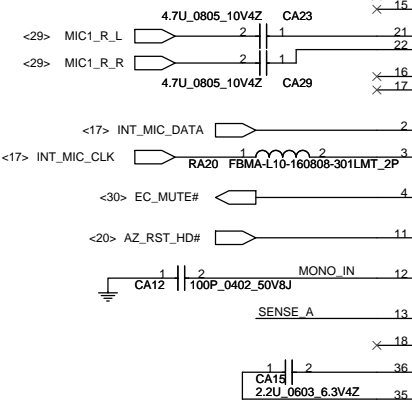 15
4.7U_0805_10V4Z CA23
<29> MIC1_R_L 2 1 21
22
<29> MIC1_R_R 2 1
4.7U_0805_10V4Z CA29 16
17
<17> INT_MIC_DATA 2
<17> INT_MIC_CLK 1 2 3
RA20 FBMA-L10-160808-301LMT_2P
<30> EC_MUTE# 4
<20> AZ_RST_HD# 11
1 2 MONO_IN 12
CA12 100P_0402_50V8J
SENSE_A 13
18
1 2 36
CA15
2.2U_0603_6.3V4Z
35